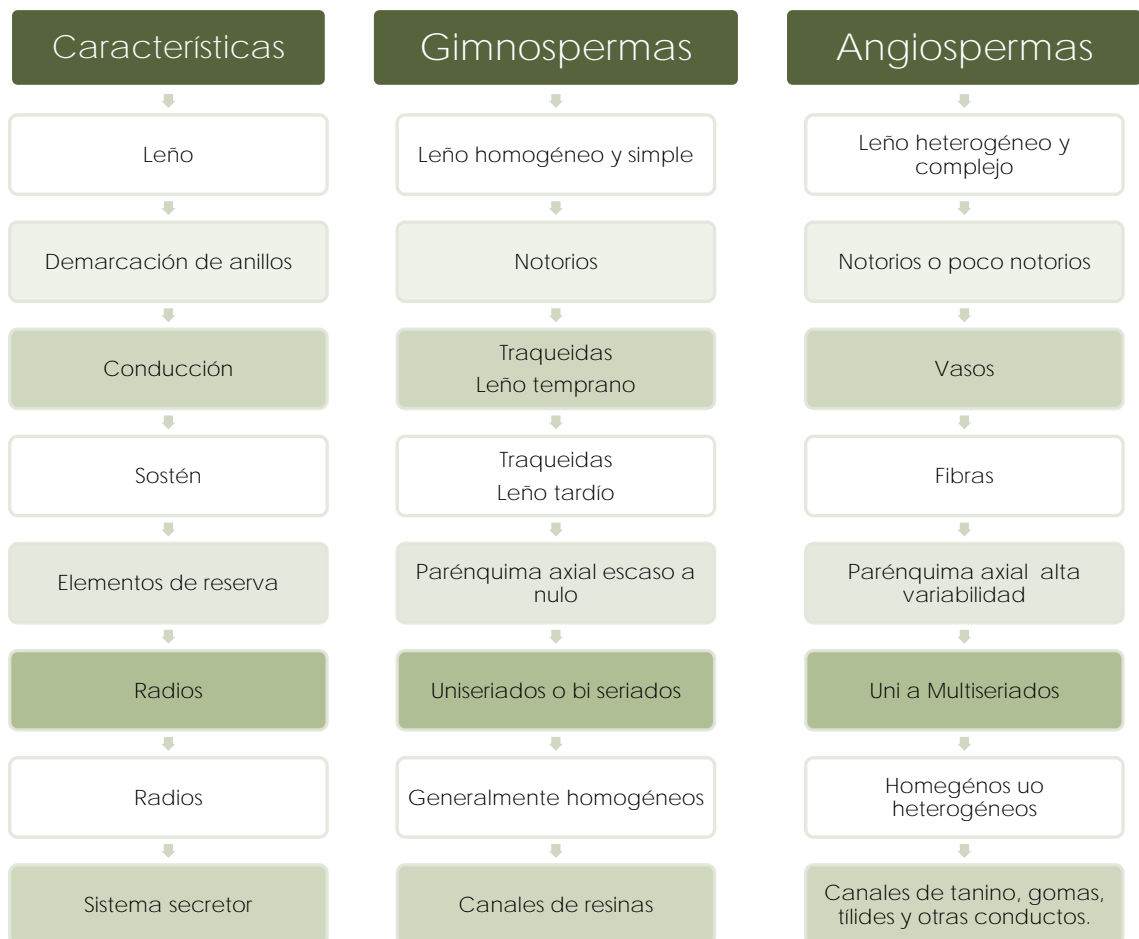 Características
Gimnospermas
Angiospermas
Leño
Leño homogéneo y simple
Leño heterogéneo y
complejo
Demarcación de anillos
Notorios
Notorios o poco notorios
Conducción
Traqueidas
Leño temprano
Vasos
Sostén
Traqueidas
Leño tardío
Fibras
Elementos de reserva
Parénquima axial escaso a
nulo
Parénquima axial alta
variabilidad
Radios
Uniseriados o bi seriados
Uni a Multiseriados
Radios
Generalmente homogéneos
Homegénos uo
heterogéneos
Sistema secretor
Canales de resinas
Canales de tanino, gomas,
tílides y otras conductos.